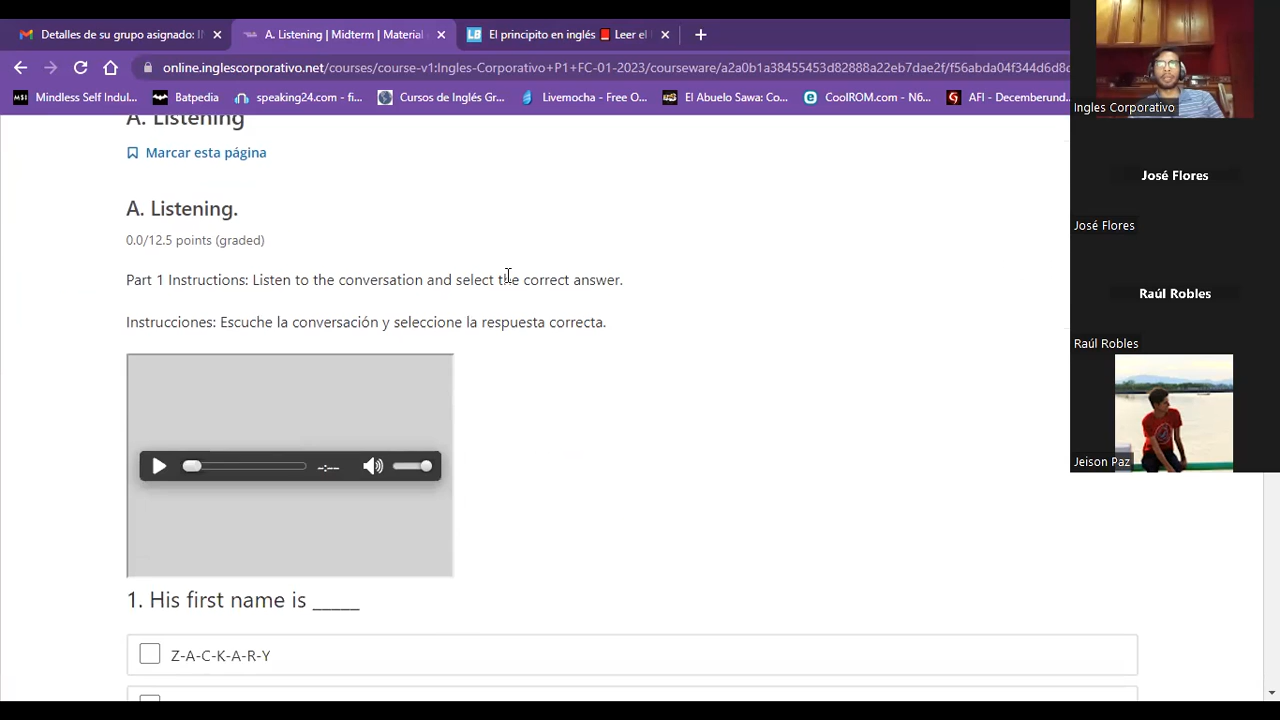 Detalles de su grupo asignado: I
A. Listening | Midterm | Material
LB El principito en inglés 📕 Leer el
online.inglescorporativo.net/courses/course-v1:Ingles-Corporativo+P1+FC-01-2023/courseware/a2a0b1a38455453d82888a22eb7dae2f/f56abda04f344d6d8c
MSI Mindless Self Indul...
Batpedia
speaking24.com - fi...
Cursos de Inglés Gr...
Livemocha - Free O...
El Abuelo Sawa: Co...
CoolROM.com - N6...
AFI - Decemberund...
A. Listening
Marcar esta página
A. Listening.
0.0/12.5 points (graded)
Part 1 Instructions: Listen to the conversation and select the correct answer.
Instrucciones: Escuche la conversación y seleccione la respuesta correcta.
-:--
1. His first name is _____
Z-A-C-K-A-R-Y
Ingles Corporativo
José Flores
José Flores
Raúl Robles
Raúl Robles
Jeison Paz